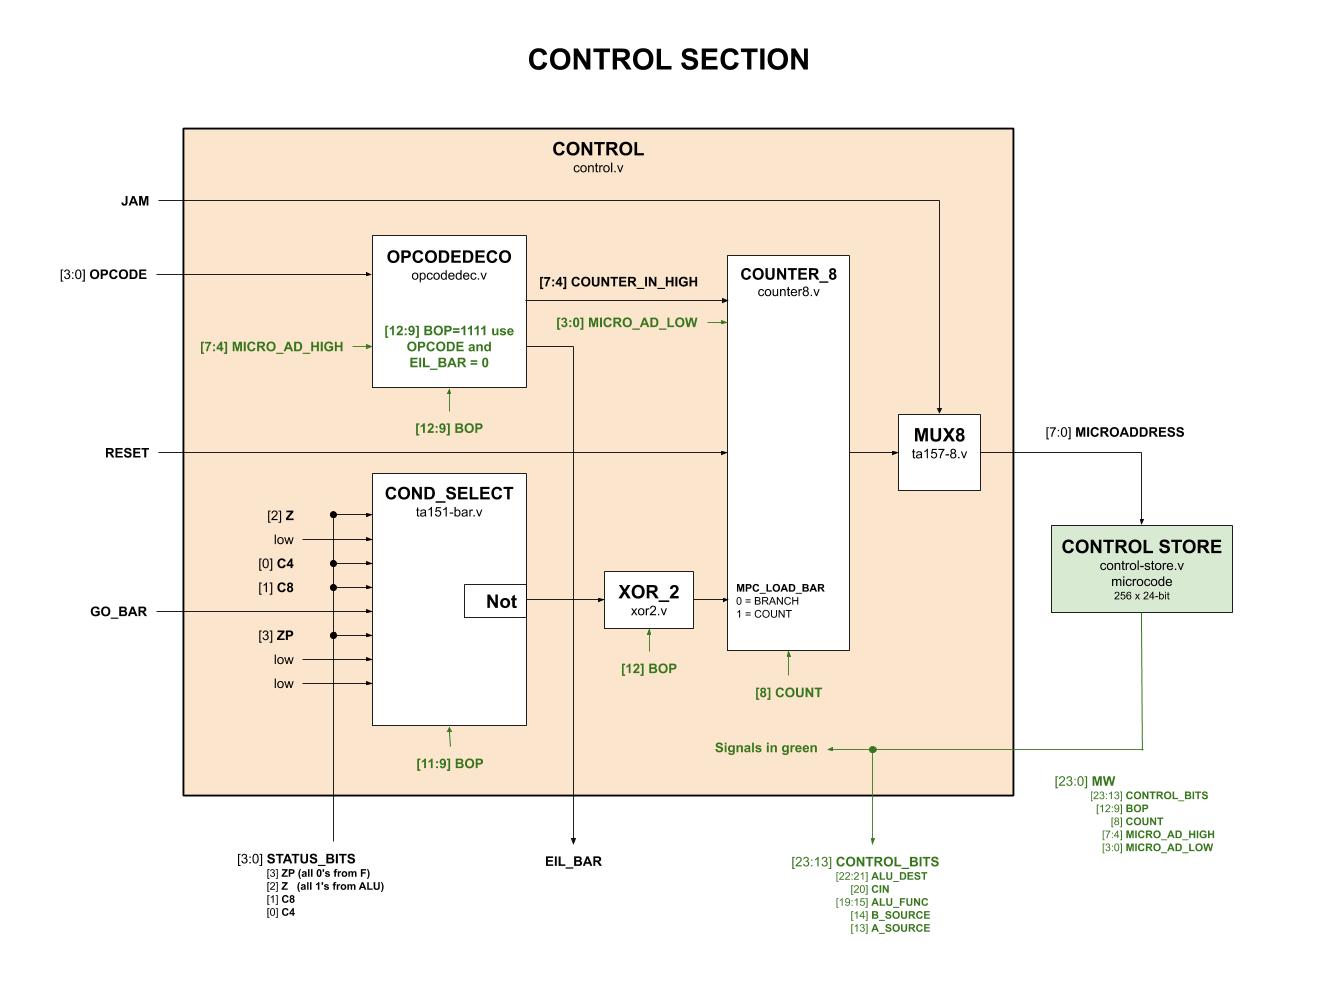 CONTROL SECTION
CONTROL
control.v
JAM
[3:0] OPCODE
OPCODEDECO
opcodedec.v
[12:9] BOP=1111 use
OPCODE and
EIL_BAR = 0
[7:4] MICRO_AD_HIGH
[12:9] BOP
[7:4] COUNTER_IN_HIGH
[3:0] MICRO_AD_LOW
COUNTER_8
counter8.v
MPC_LOAD_BAR
0 = BRANCH
1 = COUNT
[8] COUNT
MUX8
ta157-8.v
[7:0] MICROADDRESS
RESET
COND_SELECT
ta151-bar.v
Not
[2] Z
low
[0] C4
[1] C8
GO_BAR
[3] ZP
low
low
[11:9] BOP
XOR_2
xor2.v
[12] BOP
CONTROL STORE
control-store.v
microcode
256 x 24-bit
Signals in green
[23:0] MW
[23:13] CONTROL_BITS
[12:9] BOP
[8] COUNT
[7:4] MICRO_AD_HIGH
[3:0] MICRO_AD_LOW
[3:0] STATUS_BITS
[3] ZP (all 0's from F)
[2] Z (all 1's from ALU)
[1] C8
[0] C4
EIL_BAR
[23:13] CONTROL_BITS
[22:21] ALU_DEST
[20] CIN
[19:15] ALU_FUNC
[14] B_SOURCE
[13] A_SOURCE